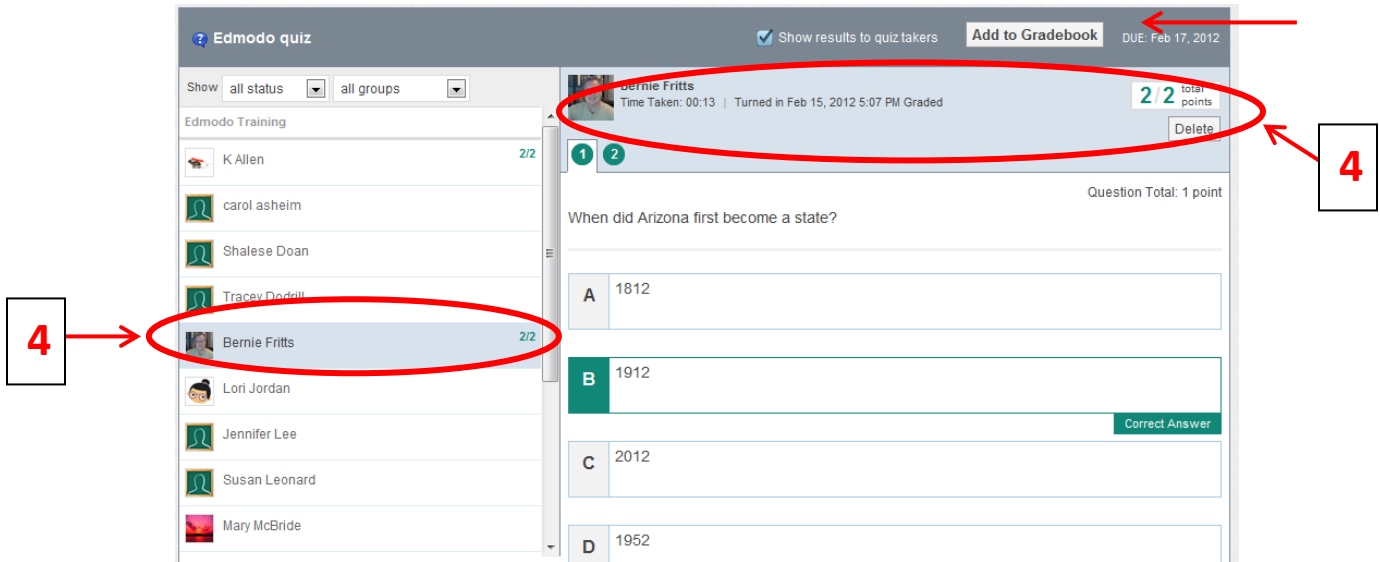 Edmodo quiz
Show results to quiz takers
Add to Gradebook
DUE: Feb 17, 2012
Show all status all groups
Edmodo Training
K Allen 2/2
carol asheim
Shalese Doan
Tracey Dodrill
Bernie Fritts 2/2
Lori Jordan
Jennifer Lee
Susan Leonard
Mary McBride
4
Bernie Fritts
Time Taken: 00:13 | Turned in Feb 15, 2012 5:07 PM Graded
2/2 total points
Delete
4
1 2
Question Total: 1 point
When did Arizona first become a state?
A 1812
B 1912
Correct Answer
C 2012
D 1952